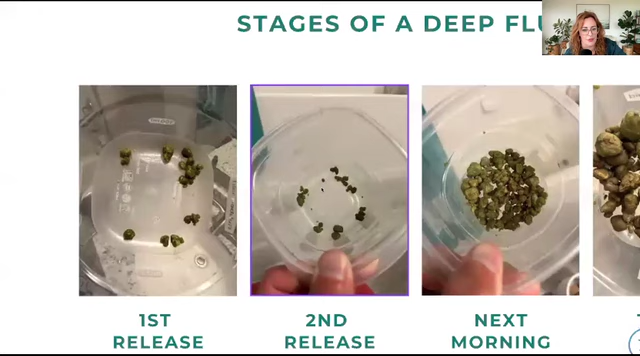 STAGES OF A DEEP FLU
1ST
RELEASE
2ND
RELEASE
NEXT
MORNING
T